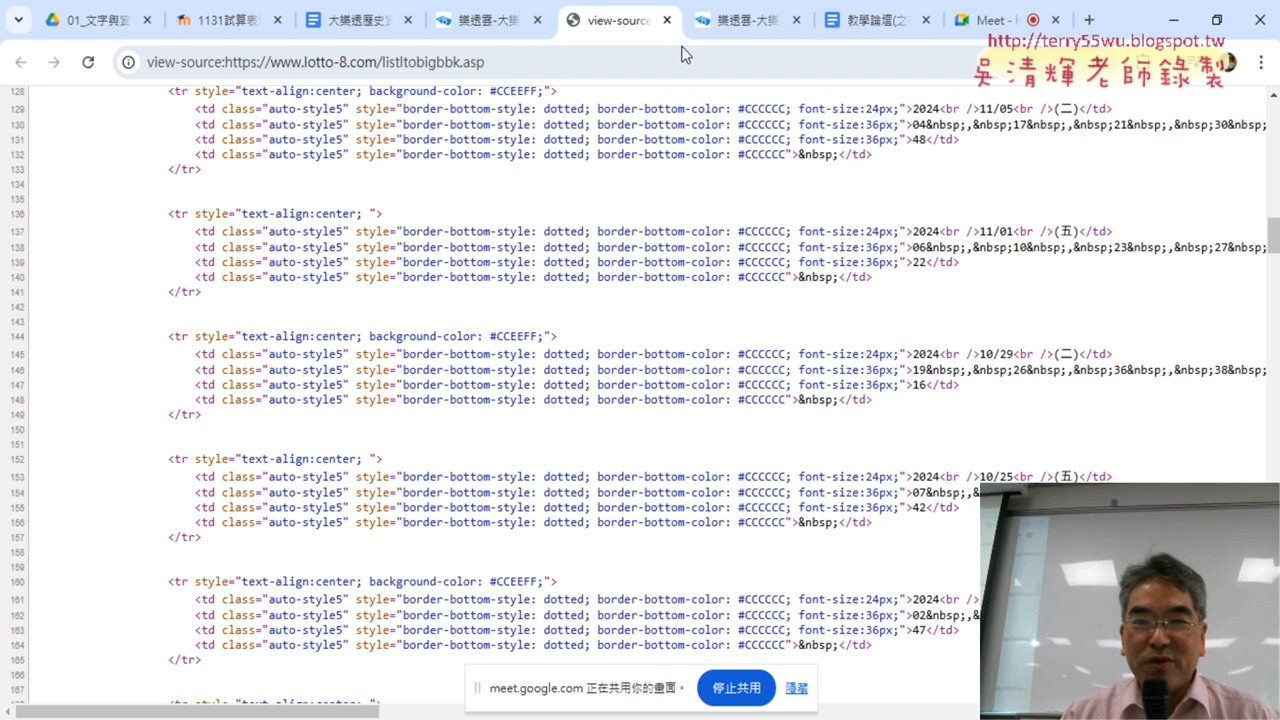 01_文字與資
1131試算表
大樂透歷史資
樂透雲-大樂
view-source
樂透雲-大樂
教學論壇(之
Meet - h
http://terry55wu.blogspot.tw
吳清輝老師錄製
view-source:https://www.lotto-8.com/listltobigbbk.asp
128 <tr style="text-align:center; background-color: #CCEEFF;">
129 <td class="auto-style5" style="border-bottom-style: dotted; border-bottom-color: #CCCCCC; font-size:24px;">2024<br />11/05<br />(二)</td>
130 <td class="auto-style5" style="border-bottom-style: dotted; border-bottom-color: #CCCCCC; font-size:36px;">04&nbsp;,&nbsp;17&nbsp;,&nbsp;21&nbsp;,&nbsp;30&nbsp;
131 <td class="auto-style5" style="border-bottom-style: dotted; border-bottom-color: #CCCCCC; font-size:36px;">48</td>
132 <td class="auto-style5" style="border-bottom-style: dotted; border-bottom-color: #CCCCCC">&nbsp;</td>
133 </tr>
134
135
136 <tr style="text-align:center; ">
137 <td class="auto-style5" style="border-bottom-style: dotted; border-bottom-color: #CCCCCC; font-size:24px;">2024<br />11/01<br />(五)</td>
138 <td class="auto-style5" style="border-bottom-style: dotted; border-bottom-color: #CCCCCC; font-size:36px;">06&nbsp;,&nbsp;10&nbsp;,&nbsp;23&nbsp;,&nbsp;27&nbsp;
139 <td class="auto-style5" style="border-bottom-style: dotted; border-bottom-color: #CCCCCC; font-size:36px;">22</td>
140 <td class="auto-style5" style="border-bottom-style: dotted; border-bottom-color: #CCCCCC">&nbsp;</td>
141 </tr>
142
143
144 <tr style="text-align:center; background-color: #CCEEFF;">
145 <td class="auto-style5" style="border-bottom-style: dotted; border-bottom-color: #CCCCCC; font-size:24px;">2024<br />10/29<br />(二)</td>
146 <td class="auto-style5" style="border-bottom-style: dotted; border-bottom-color: #CCCCCC; font-size:36px;">19&nbsp;,&nbsp;26&nbsp;,&nbsp;36&nbsp;,&nbsp;38&nbsp;
147 <td class="auto-style5" style="border-bottom-style: dotted; border-bottom-color: #CCCCCC; font-size:36px;">16</td>
148 <td class="auto-style5" style="border-bottom-style: dotted; border-bottom-color: #CCCCCC">&nbsp;</td>
149 </tr>
150
151
152 <tr style="text-align:center; ">
153 <td class="auto-style5" style="border-bottom-style: dotted; border-bottom-color: #CCCCCC; font-size:24px;">2024<br />10/25<br />(五)</td>
154 <td class="auto-style5" style="border-bottom-style: dotted; border-bottom-color: #CCCCCC; font-size:36px;">07&nbsp;,&
155 <td class="auto-style5" style="border-bottom-style: dotted; border-bottom-color: #CCCCCC; font-size:36px;">42</td>
156 <td class="auto-style5" style="border-bottom-style: dotted; border-bottom-color: #CCCCCC">&nbsp;</td>
157 </tr>
158
159
160 <tr style="text-align:center; background-color: #CCEEFF;">
161 <td class="auto-style5" style="border-bottom-style: dotted; border-bottom-color: #CCCCCC; font-size:24px;">2024<b
162 <td class="auto-style5" style="border-bottom-style: dotted; border-bottom-color: #CCCCCC; font-size:36px;">02&nbsp;,&
163 <td class="auto-style5" style="border-bottom-style: dotted; border-bottom-color: #CCCCCC; font-size:36px;">47</td>
164 <td class="auto-style5" style="border-bottom-style: dotted; border-bottom-color: #CCCCCC">&nbsp;</td>
165 </tr>
166
167
meet.google.com 正在共用你的畫面。
停止共用
隱藏